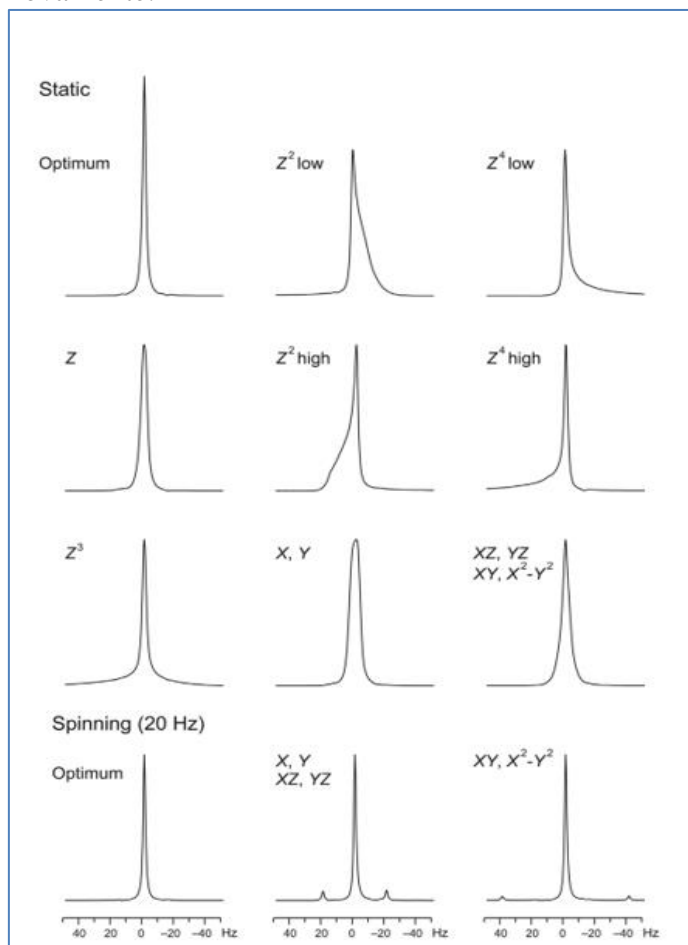 Static
Optimum
Z² low
Z⁴ low
Z
Z² high
Z⁴ high
Z³
X, Y
XZ, YZ
XY, X²-Y²
Spinning (20 Hz)
Optimum
X, Y
XZ, YZ
XY, X²-Y²
40 20 0 –20 –40 Hz
40 20 0 –20 –40 Hz
40 20 0 –20 –40 Hz